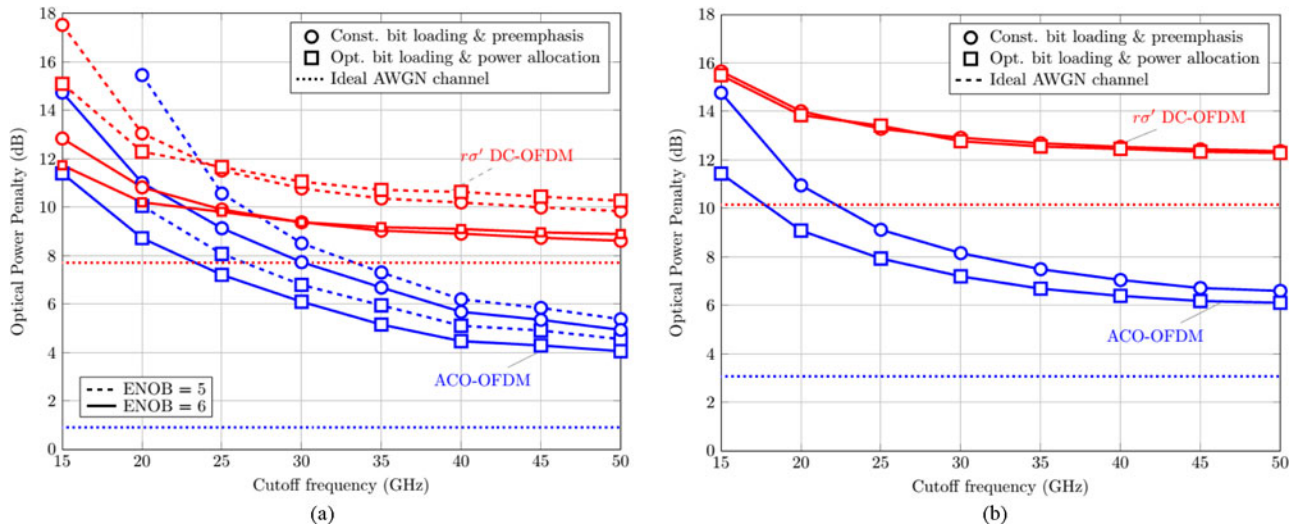 18
16
14
12
10
8
6
4
2
0
Optical Power Penalty (dB)
Const. bit loading & preemphasis
Opt. bit loading & power allocation
Ideal AWGN channel
rσ′ DC-OFDM
ACO-OFDM
ENOB = 5
ENOB = 6
15 20 25 30 35 40 45 50
Cutoff frequency (GHz)
(a)
18
16
14
12
10
8
6
4
2
0
Optical Power Penalty (dB)
Const. bit loading & preemphasis
Opt. bit loading & power allocation
Ideal AWGN channel
rσ′ DC-OFDM
ACO-OFDM
15 20 25 30 35 40 45 50
Cutoff frequency (GHz)
(b)